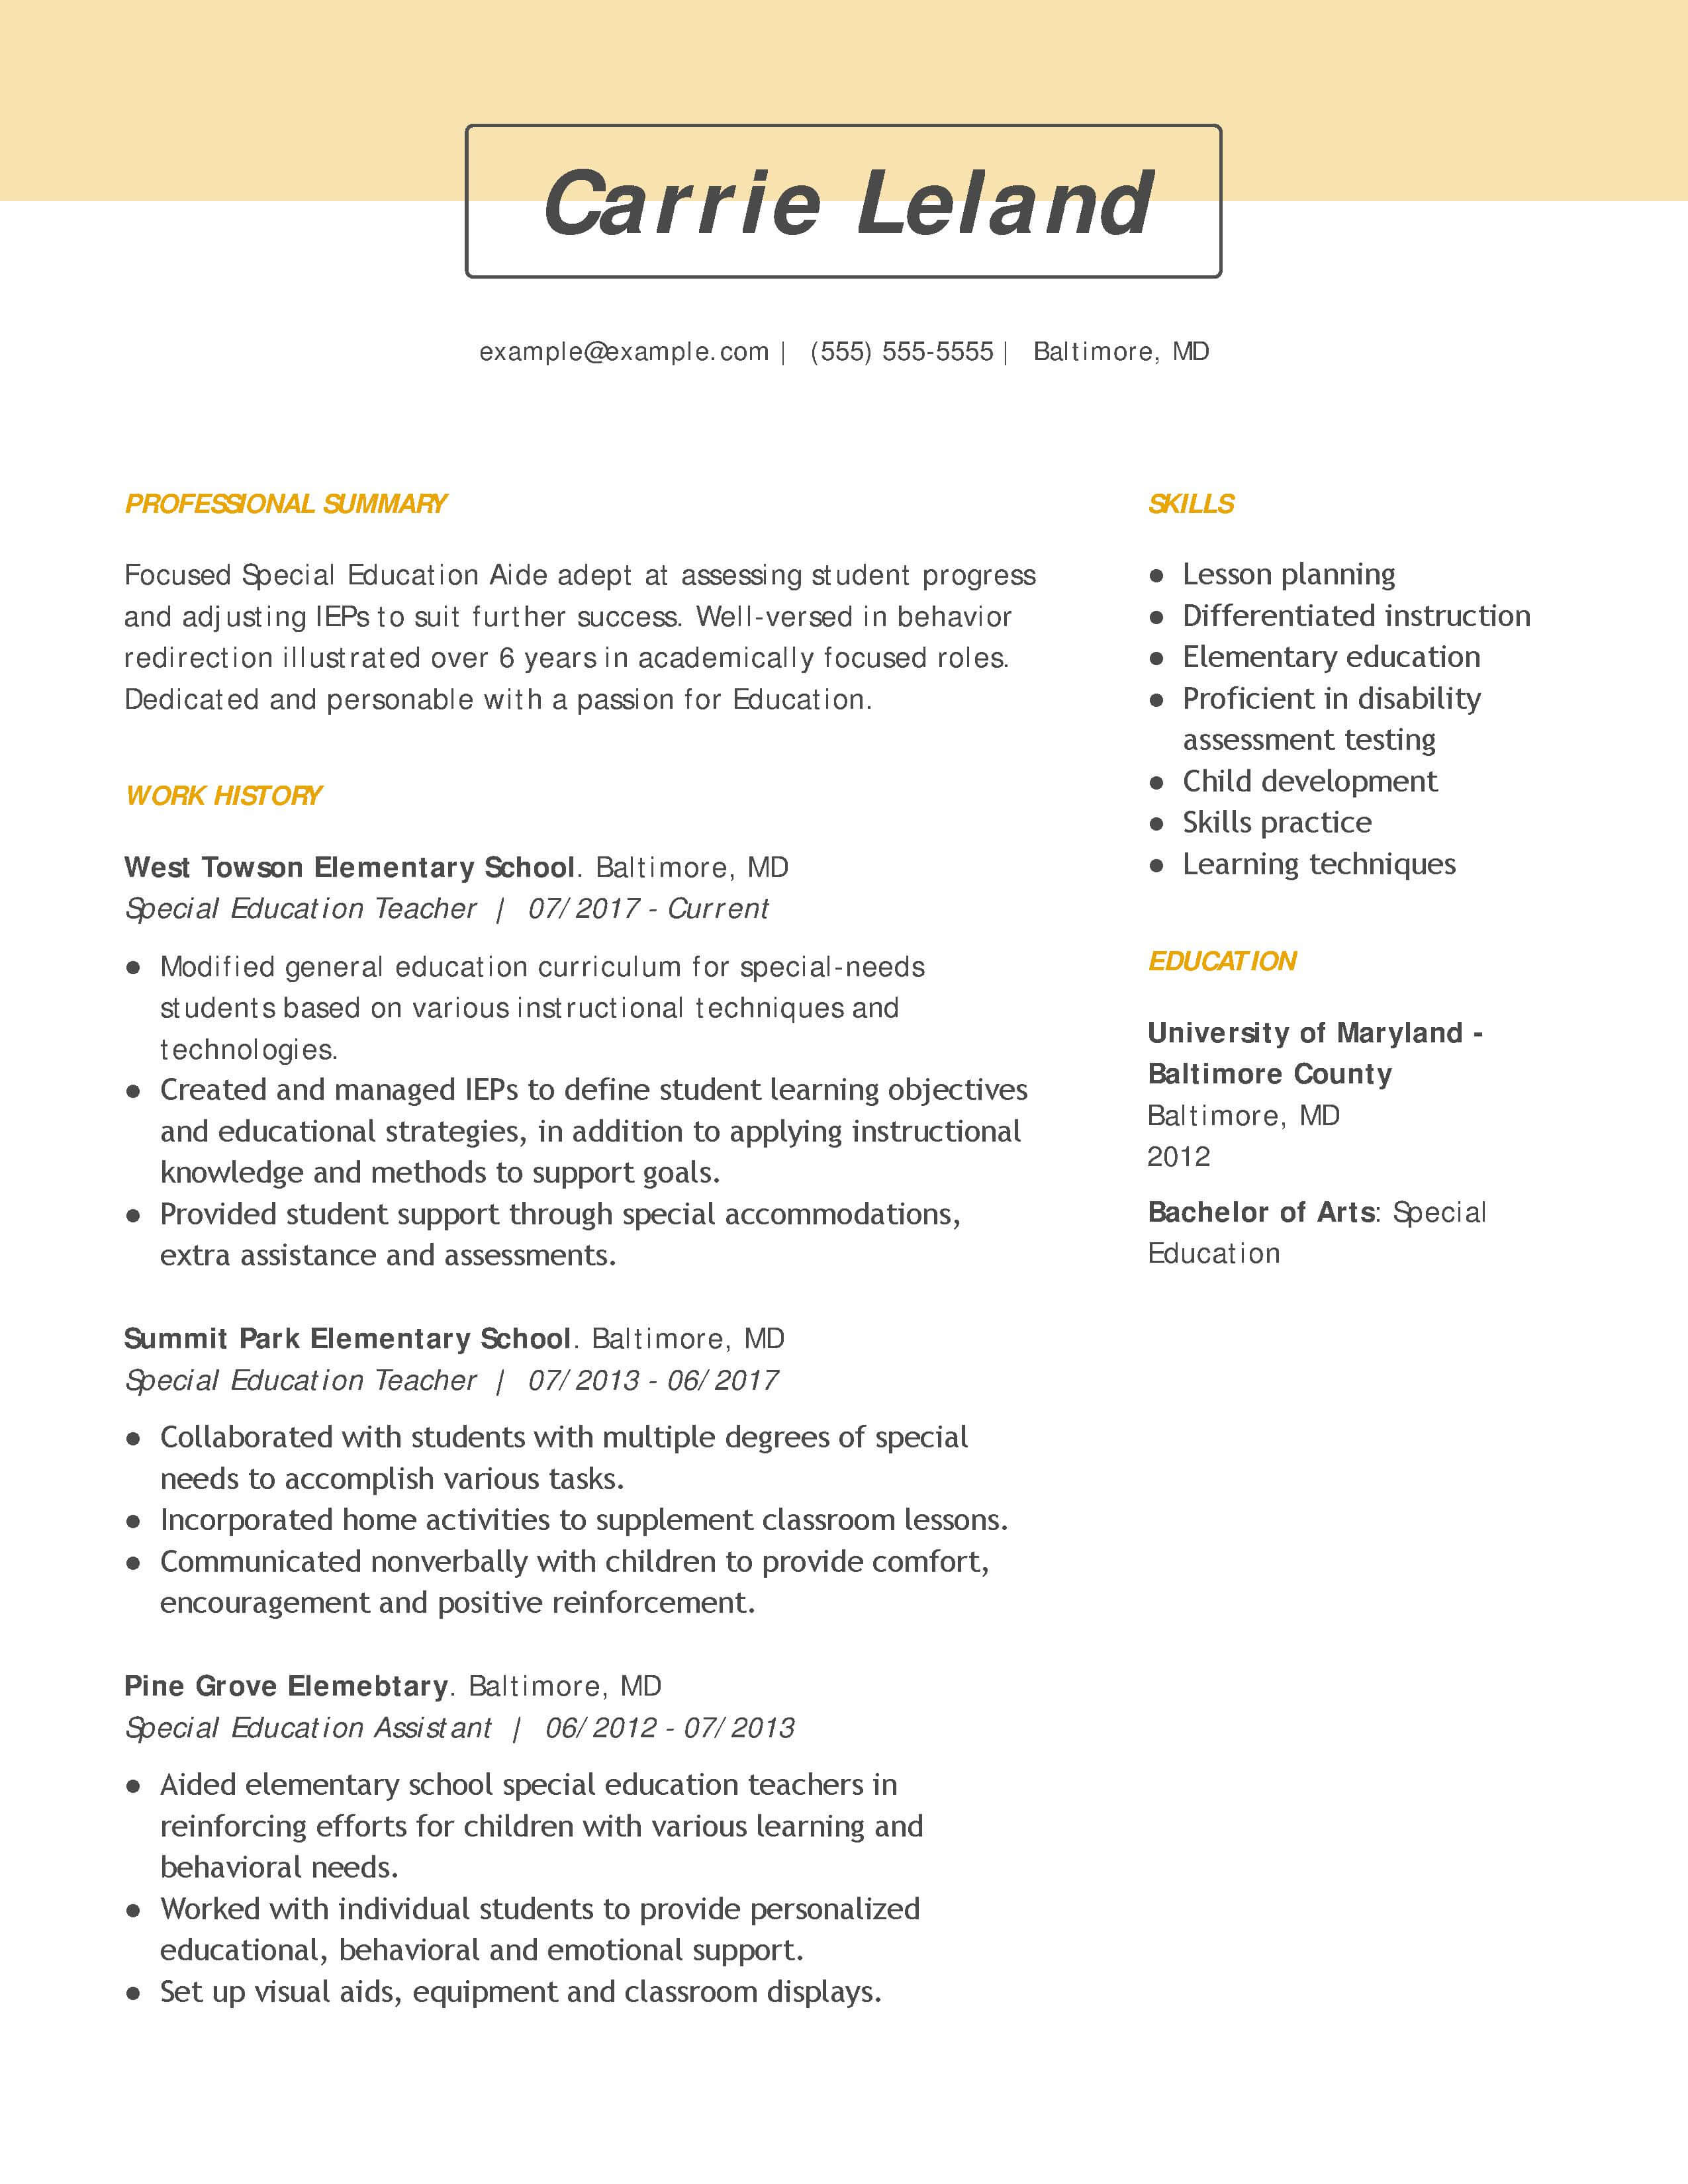 Carrie Leland
example@example.com | (555) 555-5555 | Baltimore, MD
PROFESSIONAL SUMMARY
Focused Special Education Aide adept at assessing student progress
and adjusting IEPs to suit further success. Well-versed in behavior
redirection illustrated over 6 years in academically focused roles.
Dedicated and personable with a passion for Education.
WORK HISTORY
West Towson Elementary School. Baltimore, MD
Special Education Teacher | 07/2017 - Current
● Modified general education curriculum for special-needs
students based on various instructional techniques and
technologies.
● Created and managed IEPs to define student learning objectives
and educational strategies, in addition to applying instructional
knowledge and methods to support goals.
● Provided student support through special accommodations,
extra assistance and assessments.
Summit Park Elementary School. Baltimore, MD
Special Education Teacher | 07/2013 - 06/2017
● Collaborated with students with multiple degrees of special
needs to accomplish various tasks.
● Incorporated home activities to supplement classroom lessons.
● Communicated nonverbally with children to provide comfort,
encouragement and positive reinforcement.
Pine Grove Elemebtary. Baltimore, MD
Special Education Assistant | 06/2012 - 07/2013
● Aided elementary school special education teachers in
reinforcing efforts for children with various learning and
behavioral needs.
● Worked with individual students to provide personalized
educational, behavioral and emotional support.
● Set up visual aids, equipment and classroom displays.
SKILLS
● Lesson planning
● Differentiated instruction
● Elementary education
● Proficient in disability
assessment testing
● Child development
● Skills practice
● Learning techniques
EDUCATION
University of Maryland -
Baltimore County
Baltimore, MD
2012
Bachelor of Arts: Special
Education